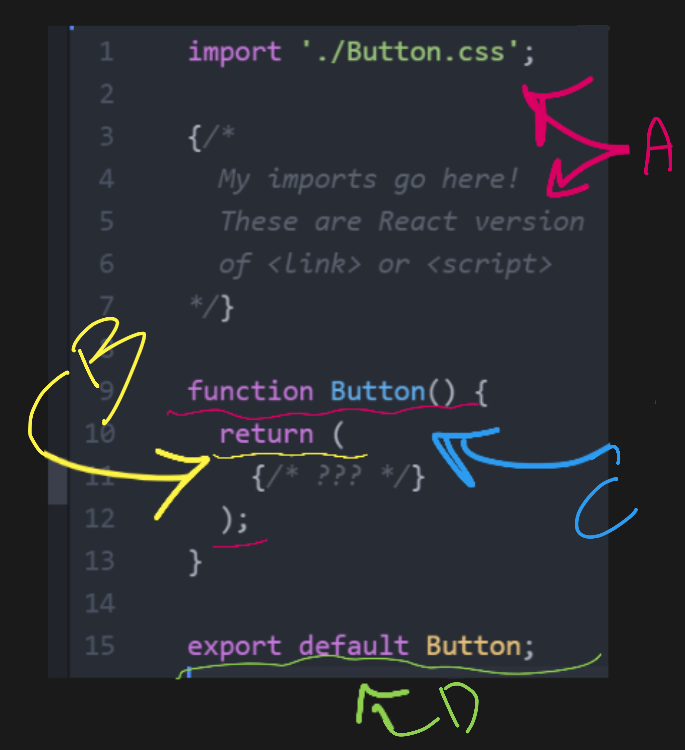 1 import './Button.css';
2
3 {/*
4 My imports go here!
5 These are React version
6 of <link> or <script>
7 */}
8
9 function Button() {
10 return (
11 {/* ??? */}
12 );
13 }
14
15 export default Button;
A
B
C
D